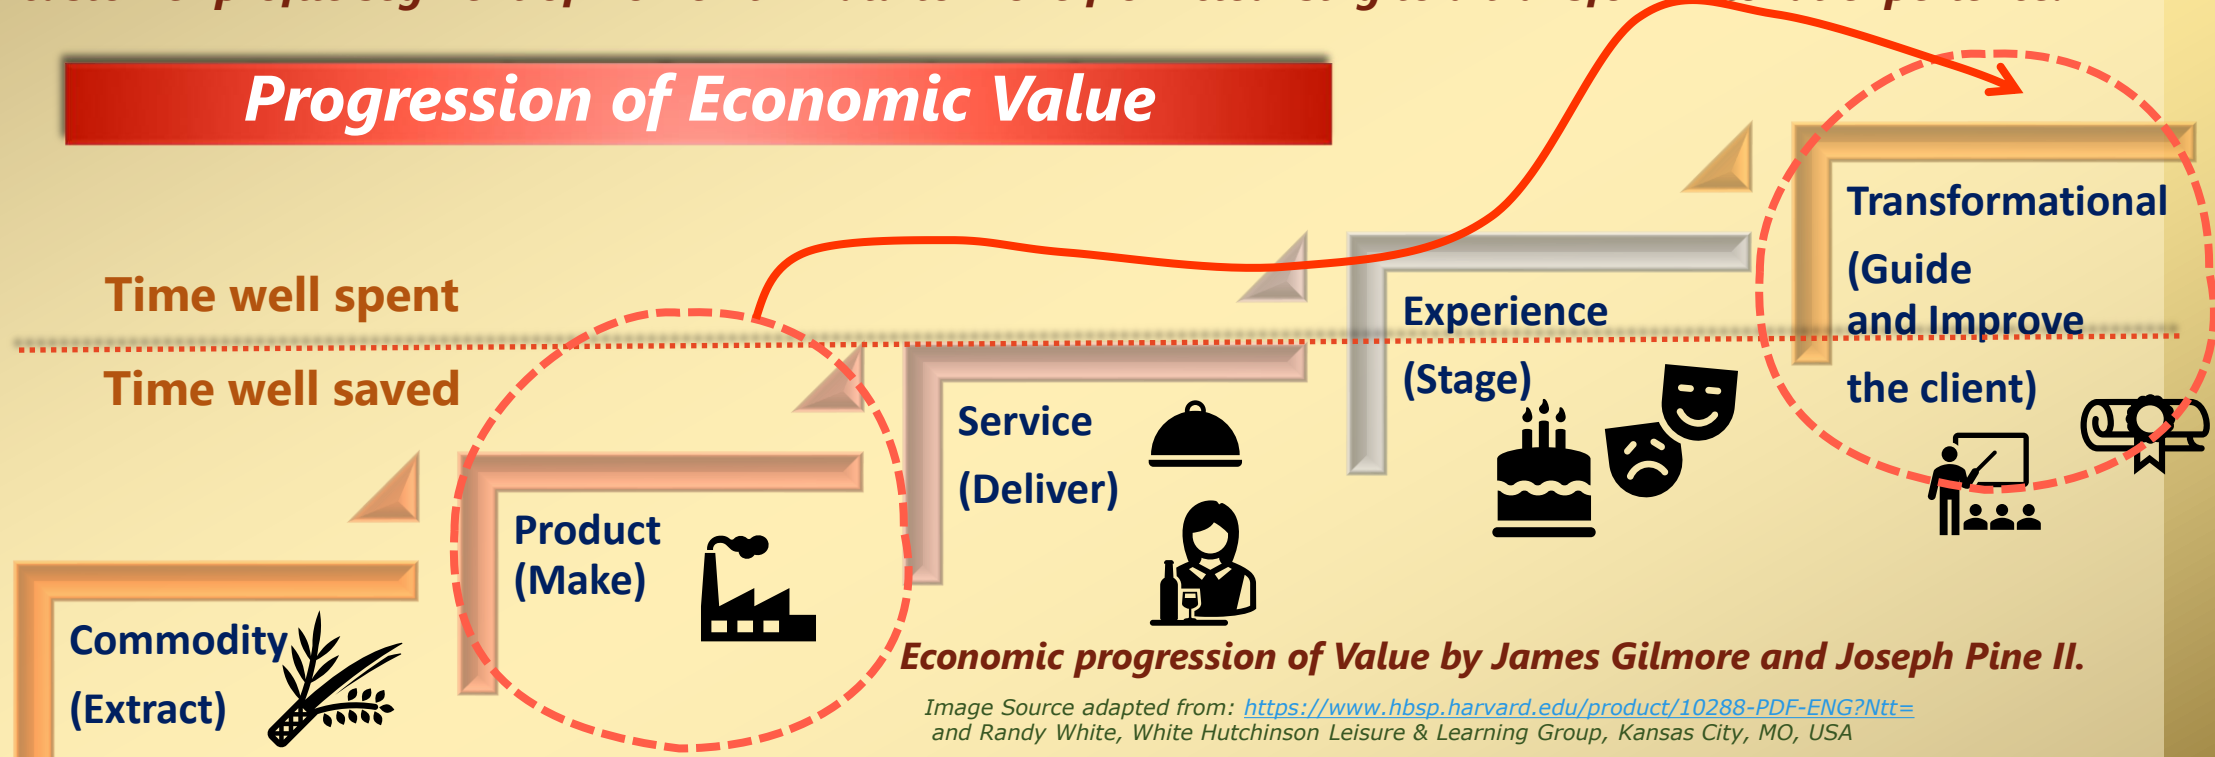 Progression of Economic Value
Time well spent
Time well saved
Transformational
(Guide
and Improve
the client)
Experience
(Stage)
Service
(Deliver)
Product
(Make)
Commodity
(Extract)
Economic progression of Value by James Gilmore and Joseph Pine II.
Image Source adapted from: https://www.hbsp.harvard.edu/product/10288-PDF-ENG?Ntt=
and Randy White, White Hutchinson Leisure & Learning Group, Kansas City, MO, USA